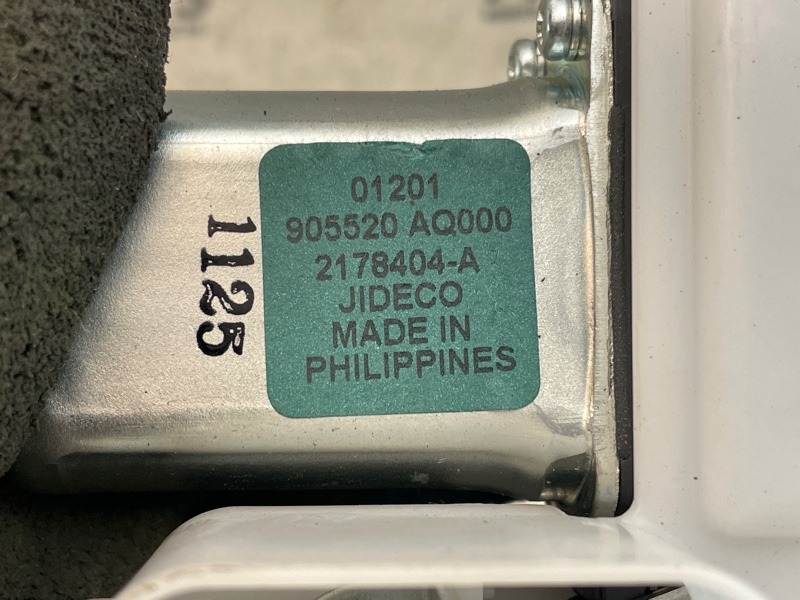 01201
905520 AQ000
2178404-A
JIDECO
MADE IN
PHILIPPINES
1125